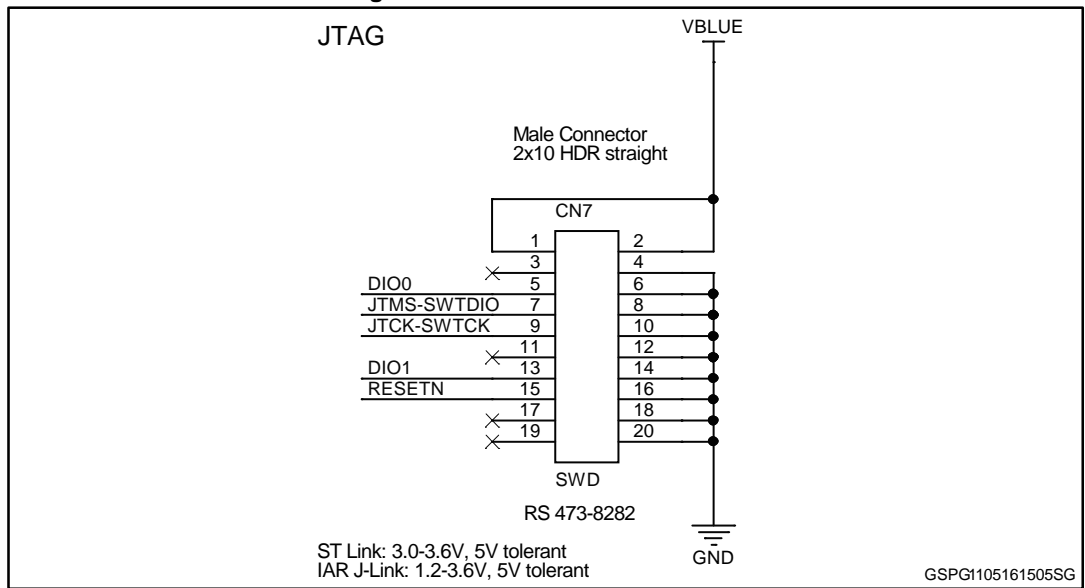 JTAG
VBLUE
Male Connector
2x10 HDR straight
CN7
1 2
3 4
DIO0 5 6
JTMS-SWTDIO 7 8
JTCK-SWTCK 9 10
11 12
DIO1 13 14
RESETN 15 16
17 18
19 20
SWD
RS 473-8282
GND
ST Link: 3.0-3.6V, 5V tolerant
IAR J-Link: 1.2-3.6V, 5V tolerant
GSPG1105161505SG